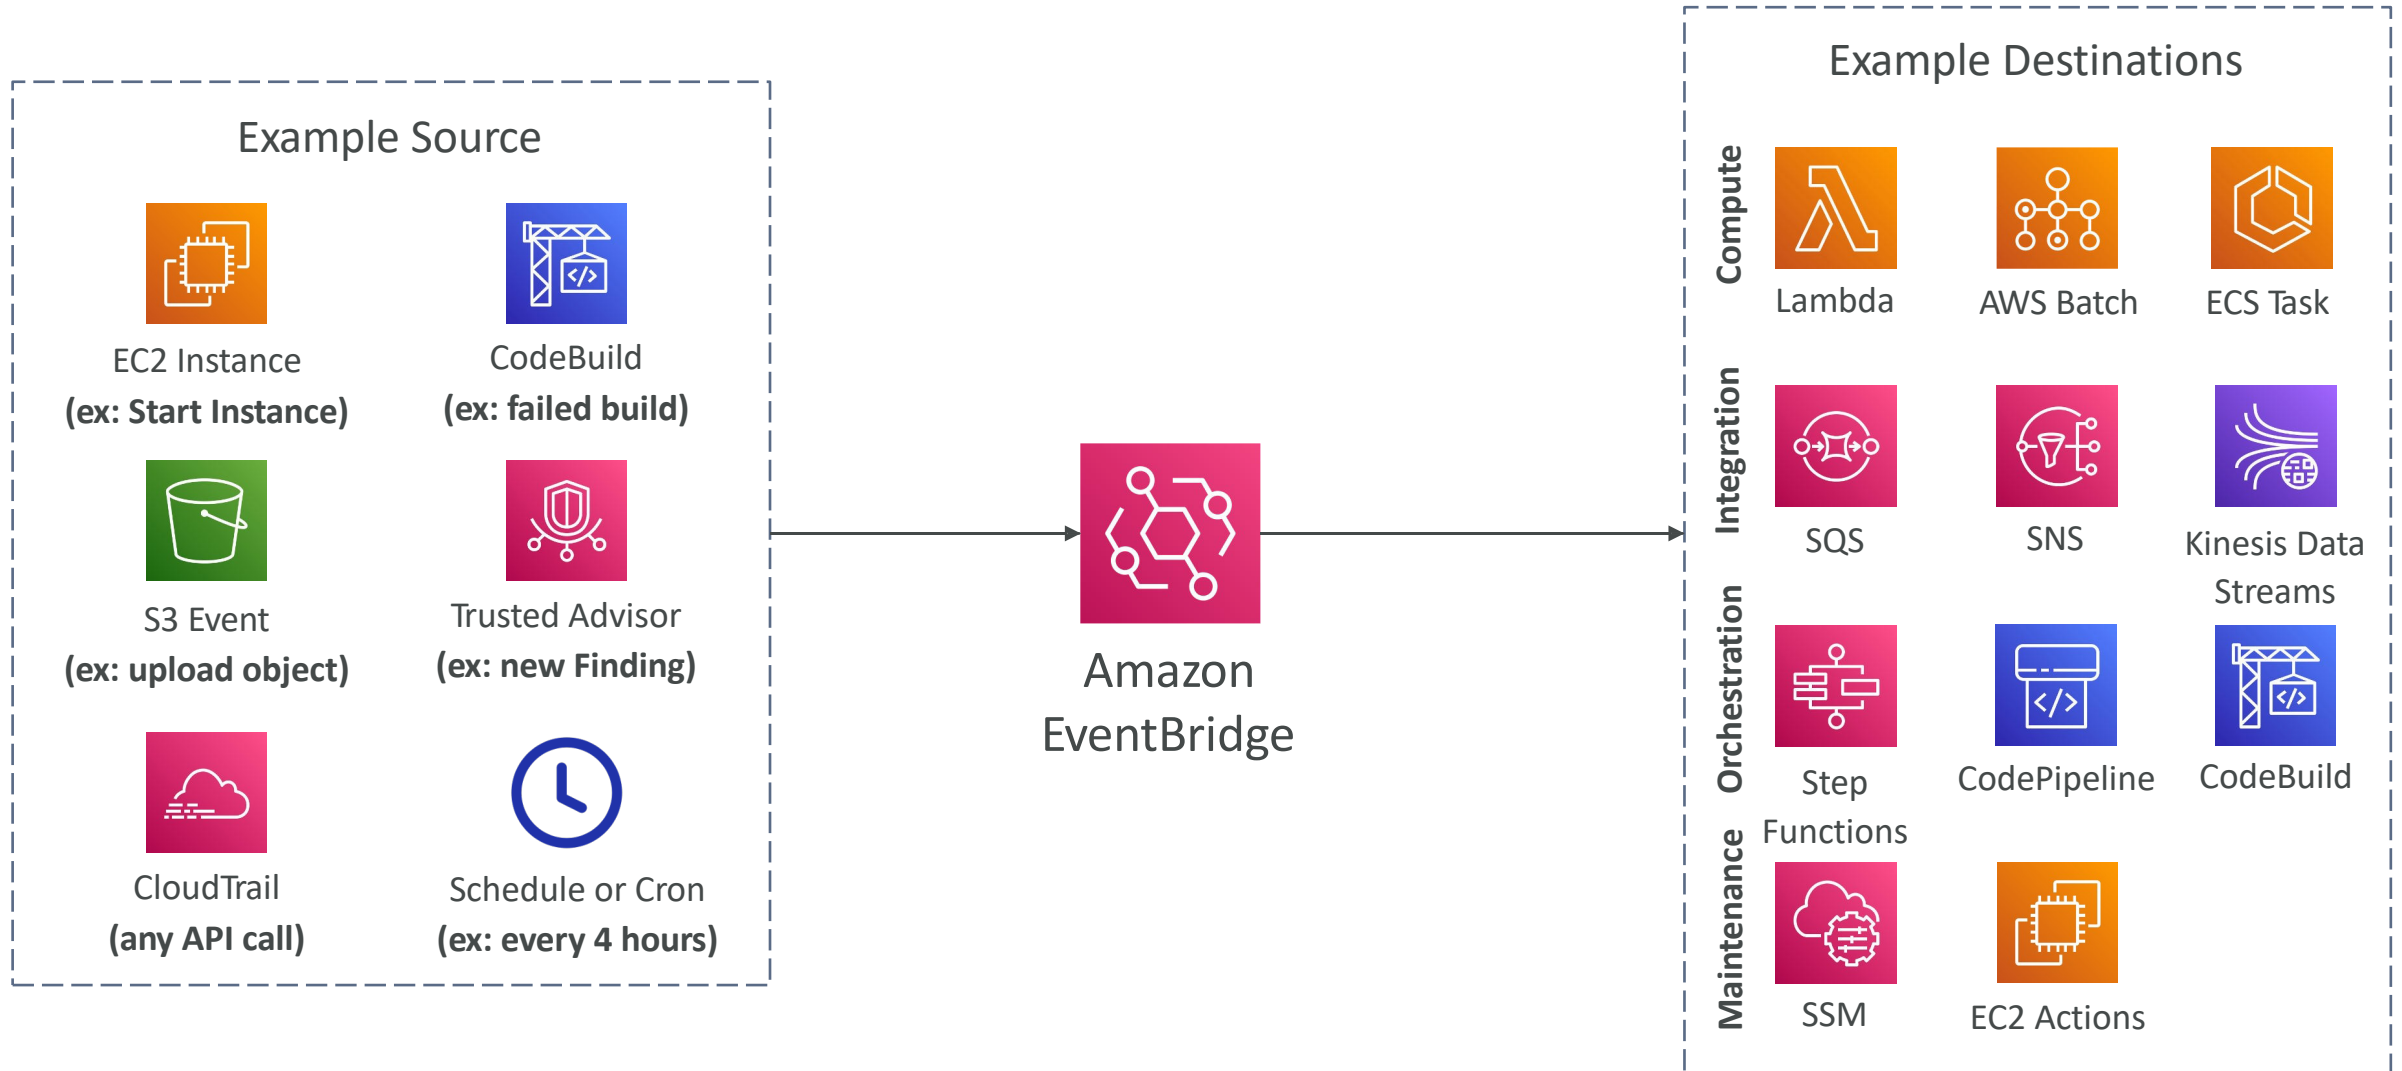 Example Source
EC2 Instance
(ex: Start Instance)
CodeBuild
(ex: failed build)
S3 Event
(ex: upload object)
Trusted Advisor
(ex: new Finding)
CloudTrail
(any API call)
Schedule or Cron
(ex: every 4 hours)
Amazon
EventBridge
Example Destinations
Compute
Lambda
AWS Batch
ECS Task
Integration
SQS
SNS
Kinesis Data
Streams
Orchestration
Step
Functions
CodePipeline
CodeBuild
Maintenance
SSM
EC2 Actions